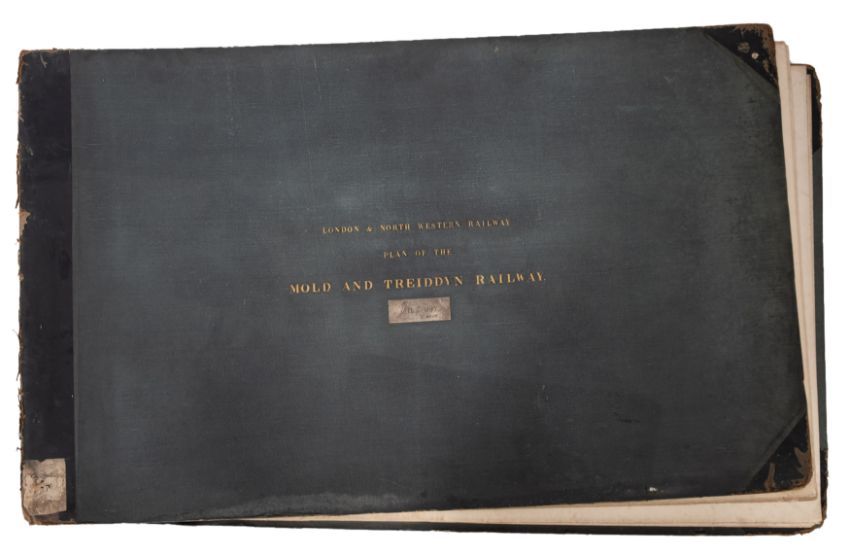 LONDON & NORTH WESTERN RAILWAY
PLAN OF THE
MOLD AND TREIDDYN RAILWAY.